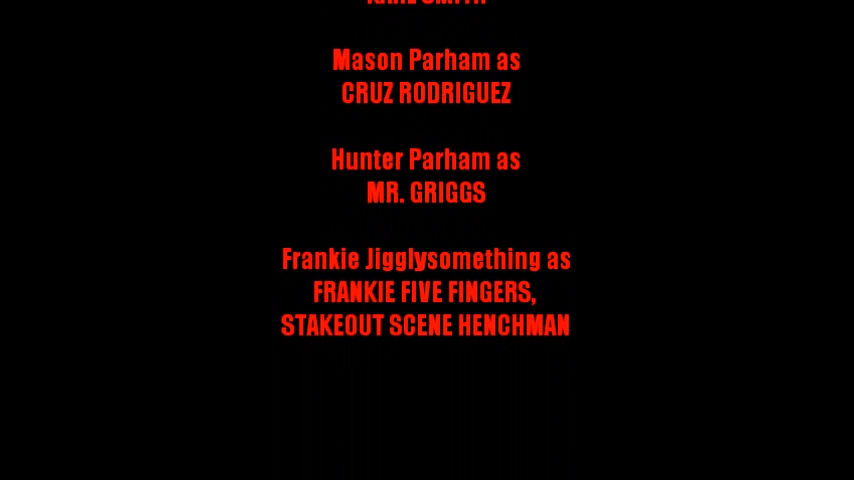 Mason Parham as
CRUZ RODRIGUEZ
Hunter Parham as
MR. GRIGGS
Frankie Jigglysomething as
FRANKIE FIVE FINGERS,
STAKEOUT SCENE HENCHMAN